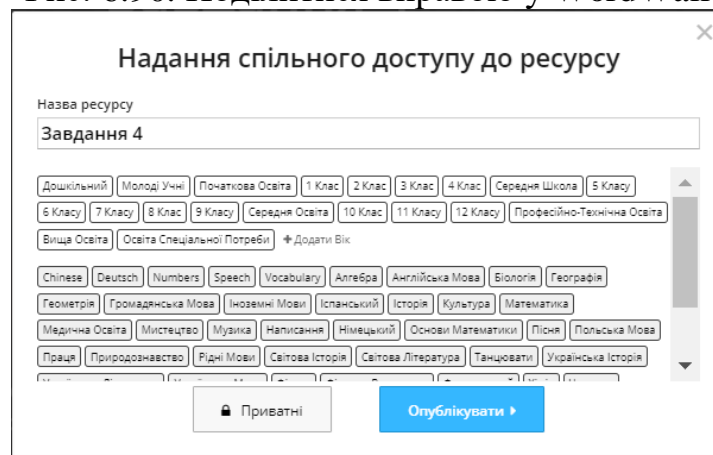 Надання спільного доступу до ресурсу
Назва ресурсу
Завдання 4
Дошкільний Молоді Учні Початкова Освіта 1 Клас 2 Клас 3 Клас 4 Клас Середня Школа 5 Класу
6 Класу 7 Класу 8 Клас 9 Класу Середня Освіта 10 Клас 11 Класу 12 Класу Професійно-Технічна Освіта
Вища Освіта Освіта Спеціальної Потреби +Додати Вік
Chinese Deutsch Numbers Speech Vocabulary Алгебра Англійська Мова Біологія Географія
Геометрія Громадянська Мова Іноземні Мови Іспанський Історія Культура Математика
Медична Освіта Мистецтво Музика Написання Німецький Основи Математики Пісня Польська Мова
Праця Природознавство Рідні Мови Світова Історія Світова Література Танцювати Українська Історія
Приватні Опублікувати